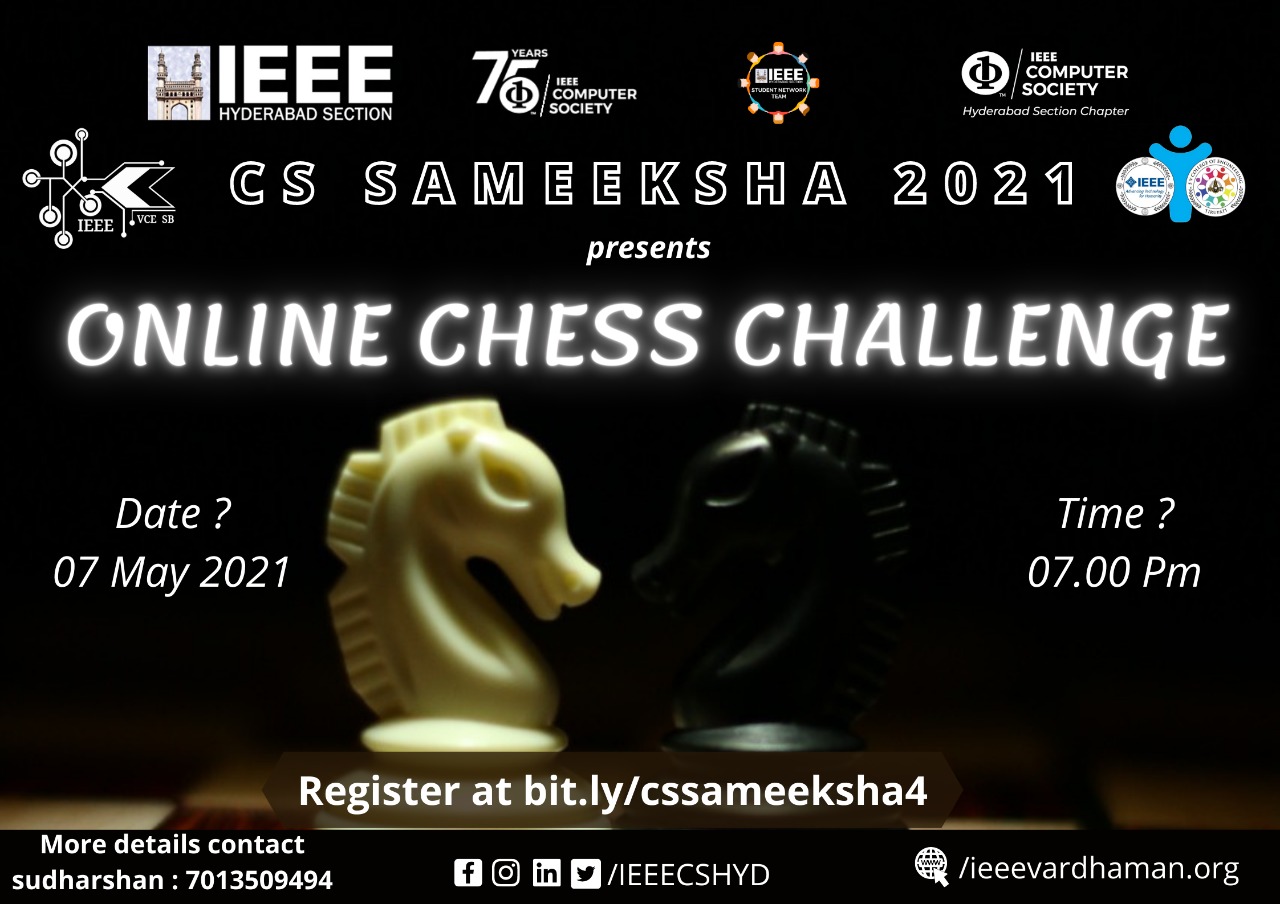 IEEE
HYDERABAD SECTION
75 YEARS
IEEE
COMPUTER
SOCIETY
IEEE
STUDENT NETWORK
TEAM
IEEE
COMPUTER
SOCIETY
Hyderabad Section Chapter
IEEE VCE SB
CS SAMEEKSHA 2021
IEEE
presents
ONLINE CHESS CHALLENGE
Date ?
07 May 2021
Time ?
07.00 Pm
Register at bit.ly/cssameeksha4
More details contact
sudharshan : 7013509494
/IEEECSHYD
www
/ieeevardhaman.org